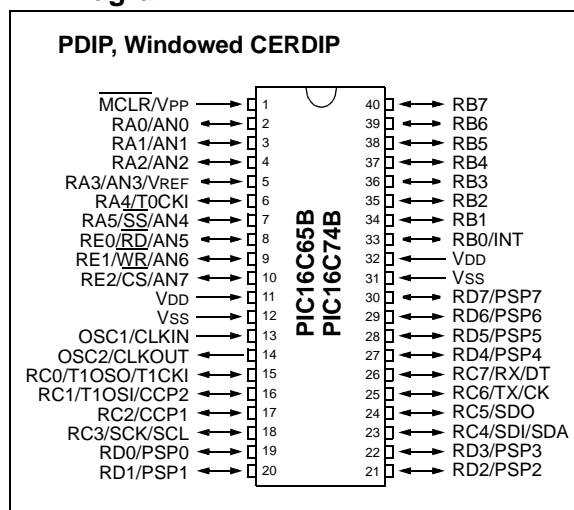 PDIP, Windowed CERDIP
MCLR/VPP 1 40 RB7
RA0/AN0 2 39 RB6
RA1/AN1 3 38 RB5
RA2/AN2 4 37 RB4
RA3/AN3/VREF 5 36 RB3
RA4/T0CKI 6 35 RB2
RA5/SS/AN4 7 34 RB1
RE0/RD/AN5 8 33 RB0/INT
RE1/WR/AN6 9 32 VDD
RE2/CS/AN7 10 31 VSS
VDD 11 30 RD7/PSP7
VSS 12 29 RD6/PSP6
OSC1/CLKIN 13 28 RD5/PSP5
OSC2/CLKOUT 14 27 RD4/PSP4
RC0/T1OSO/T1CKI 15 26 RC7/RX/DT
RC1/T1OSI/CCP2 16 25 RC6/TX/CK
RC2/CCP1 17 24 RC5/SDO
RC3/SCK/SCL 18 23 RC4/SDI/SDA
RD0/PSP0 19 22 RD3/PSP3
RD1/PSP1 20 21 RD2/PSP2
PIC16C65B
PIC16C74B